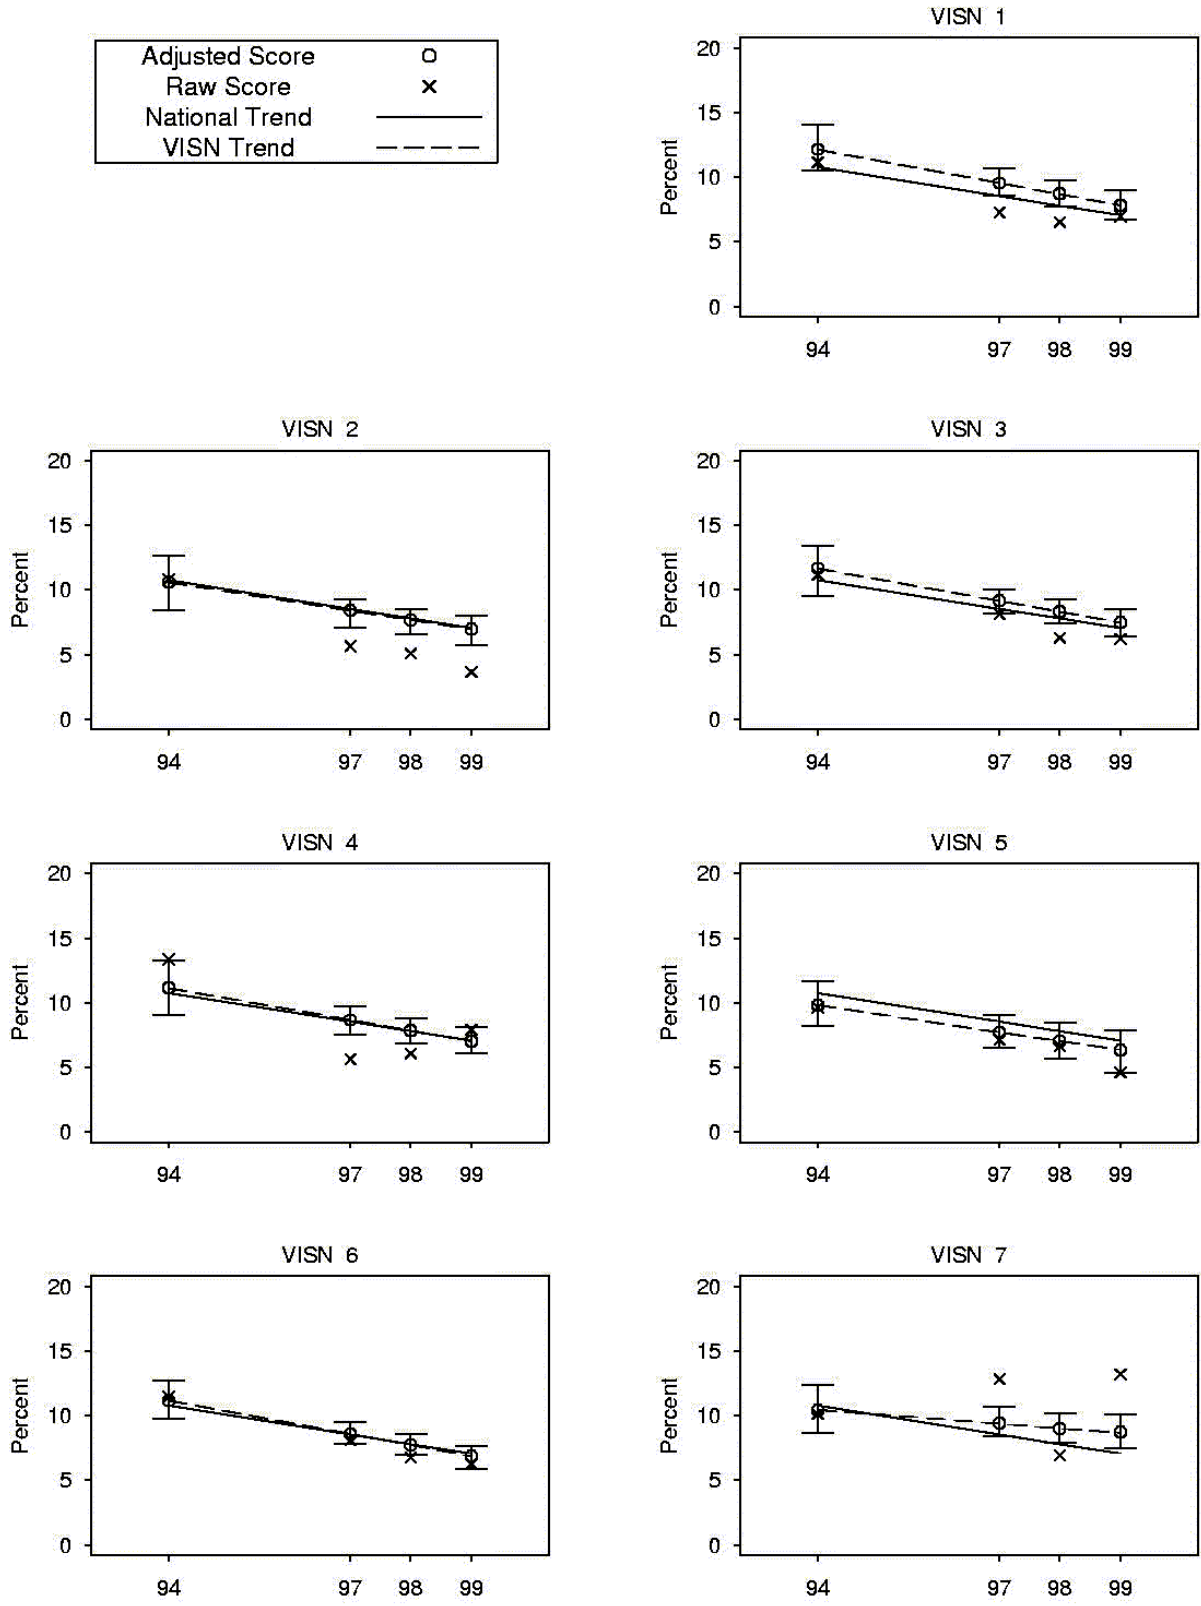 Adjusted Score
Raw Score
National Trend
VISN Trend
VISN 1
Percent
20
15
10
5
0
94 97 98 99
VISN 2
Percent
20
15
10
5
0
94 97 98 99
VISN 3
Percent
20
15
10
5
0
94 97 98 99
VISN 4
Percent
20
15
10
5
0
94 97 98 99
VISN 5
Percent
20
15
10
5
0
94 97 98 99
VISN 6
Percent
20
15
10
5
0
94 97 98 99
VISN 7
Percent
20
15
10
5
0
94 97 98 99